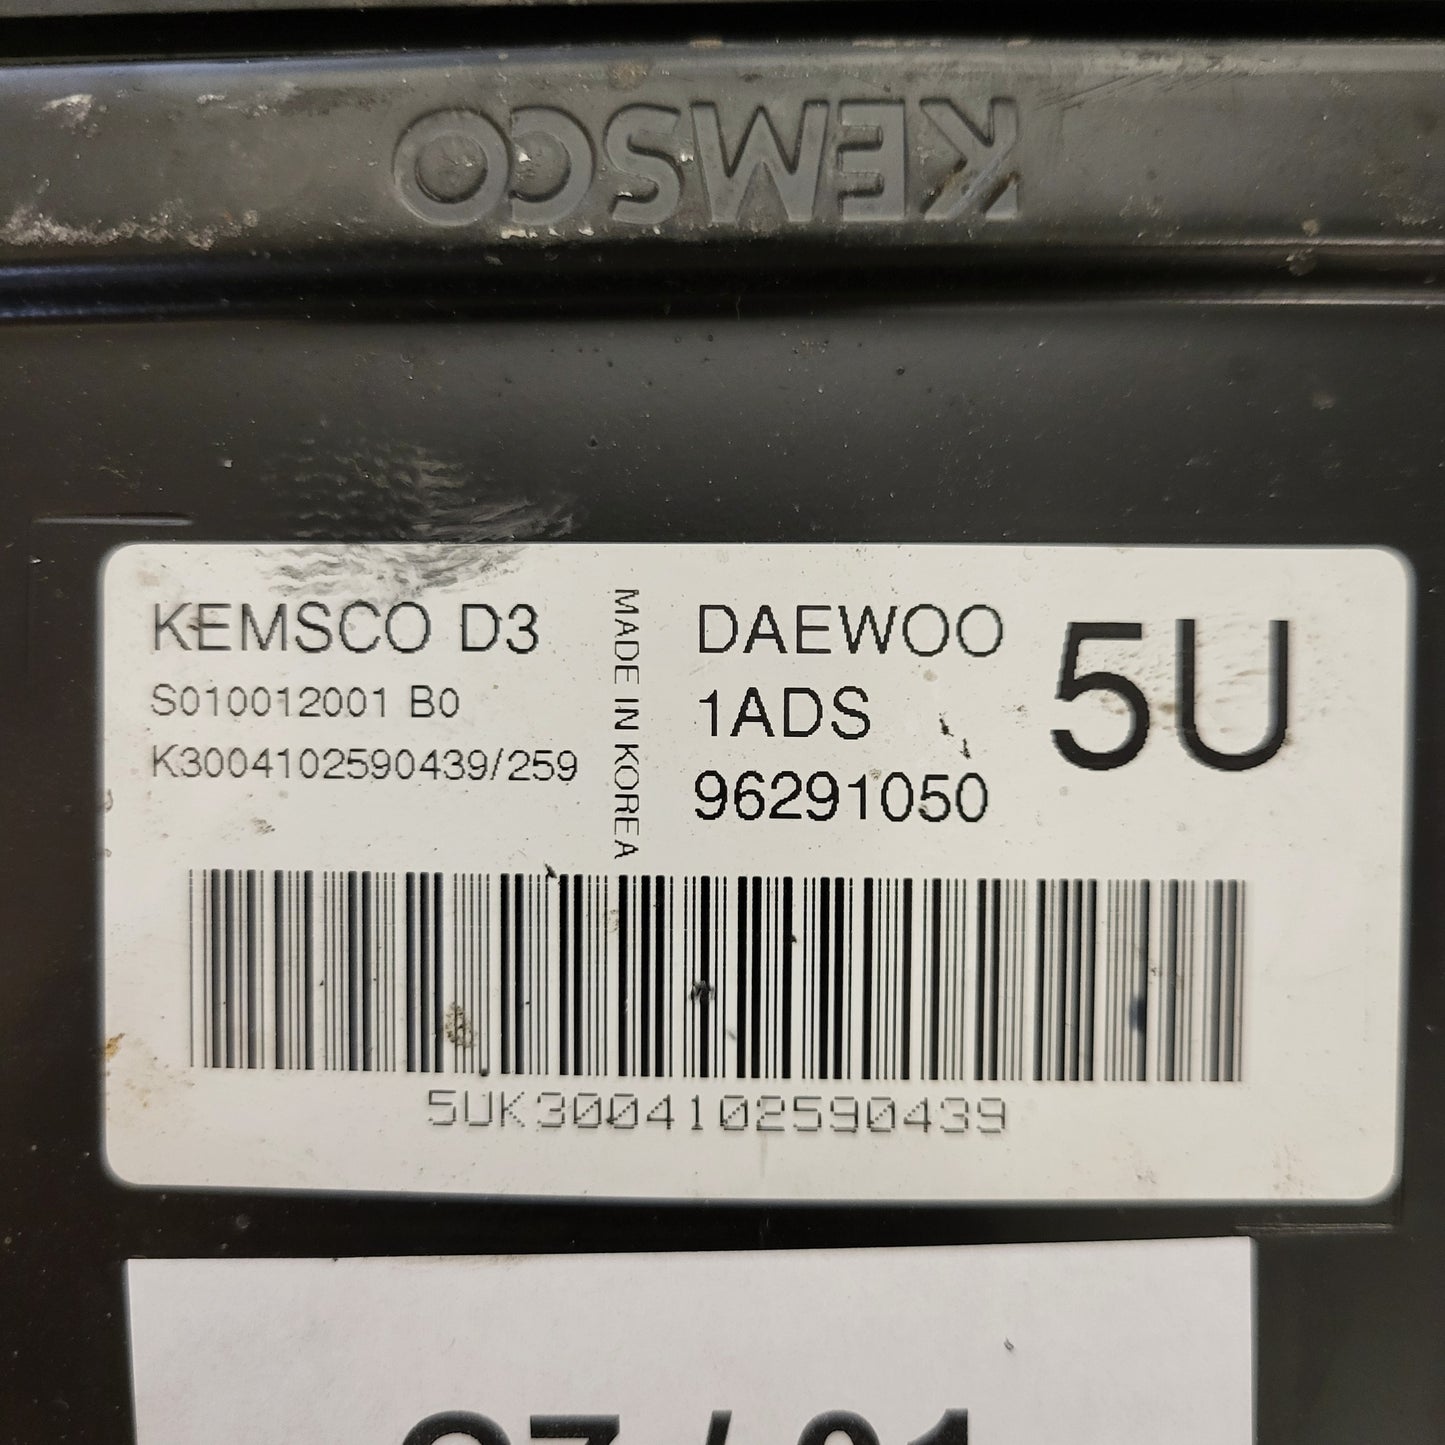 KEMSCO
KEMSCO D3
S010012001 B0
K3004102590439/259
MADE IN KOREA
DAEWOO
1ADS
96291050
5U
5UK3004102590439